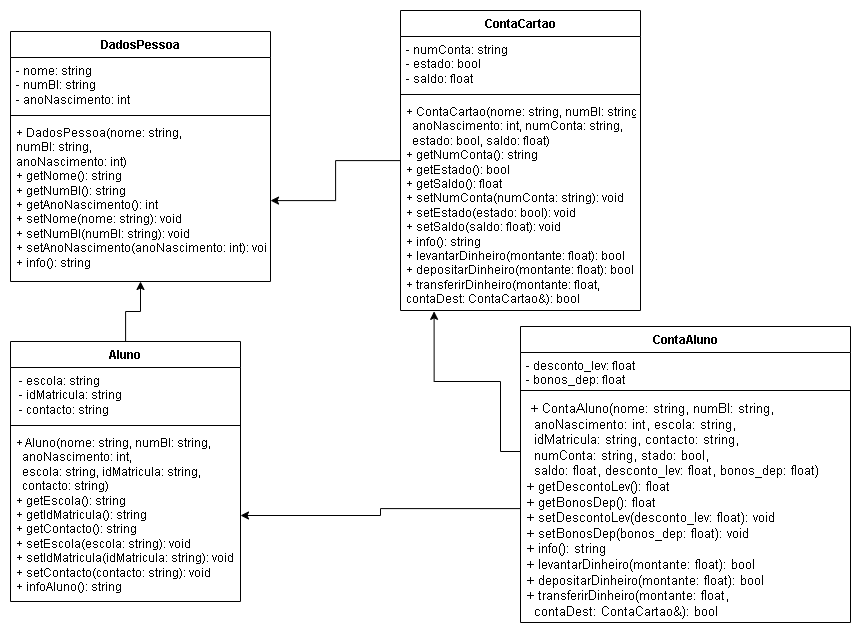 DadosPessoa
- nome: string
- numBI: string
- anoNascimento: int
+ DadosPessoa(nome: string,
numBI: string,
anoNascimento: int)
+ getNome(): string
+ getNumBI(): string
+ getAnoNascimento(): int
+ setNome(nome: string): void
+ setNumBI(numBI: string): void
+ setAnoNascimento(anoNascimento: int): voi
+ info(): string
ContaCartao
- numConta: string
- estado: bool
- saldo: float
+ ContaCartao(nome: string, numBI: string
anoNascimento: int, numConta: string,
estado: bool, saldo: float)
+ getNumConta(): string
+ getEstado(): bool
+ getSaldo(): float
+ setNumConta(numConta: string): void
+ setEstado(estado: bool): void
+ setSaldo(saldo: float): void
+ info(): string
+ levantarDinheiro(montante: float): bool
+ depositarDinheiro(montante: float): bool
+ transferirDinheiro(montante: float,
contaDest: ContaCartao&): bool
Aluno
- escola: string
- idMatricula: string
- contacto: string
+ Aluno(nome: string, numBI: string,
anoNascimento: int,
escola: string, idMatricula: string,
contacto: string)
+ getEscola(): string
+ getIdMatricula(): string
+ getContacto(): string
+ setEscola(escola: string): void
+ setIdMatricula(idMatricula: string): void
+ setContacto(contacto: string): void
+ infoAluno(): string
ContaAluno
- desconto_lev: float
- bonos_dep: float
+ ContaAluno(nome: string, numBI: string,
anoNascimento: int, escola: string,
idMatricula: string, contacto: string,
numConta: string, stado: bool,
saldo: float, desconto_lev: float, bonos_dep: float)
+ getDescontoLev(): float
+ getBonosDep(): float
+ setDescontoLev(desconto_lev: float): void
+ setBonosDep(bonos_dep: float): void
+ info(): string
+ levantarDinheiro(montante: float): bool
+ depositarDinheiro(montante: float): bool
+ transferirDinheiro(montante: float,
contaDest: ContaCartao&): bool